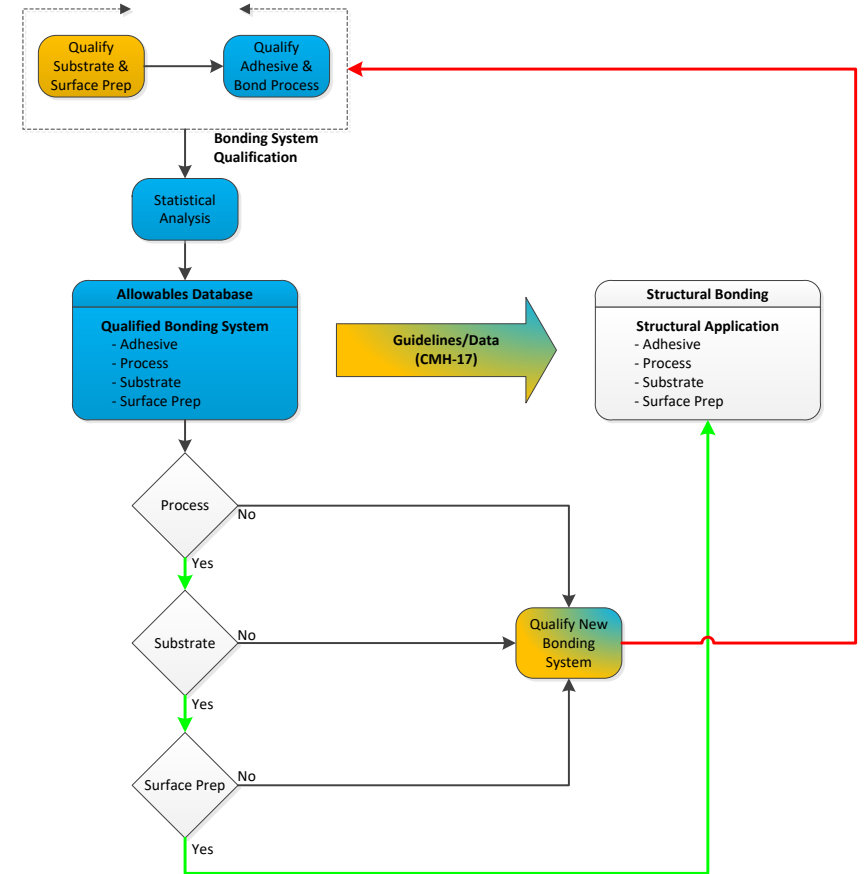 Qualify
Substrate &
Surface Prep
Qualify
Adhesive &
Bond Process
Bonding System
Qualification
Statistical
Analysis
Allowables Database
Qualified Bonding System
- Adhesive
- Process
- Substrate
- Surface Prep
Guidelines/Data
(CMH-17)
Structural Bonding
Structural Application
- Adhesive
- Process
- Substrate
- Surface Prep
Process
No
Yes
Substrate
No
Qualify New
Bonding
System
Yes
Surface Prep
No
Yes